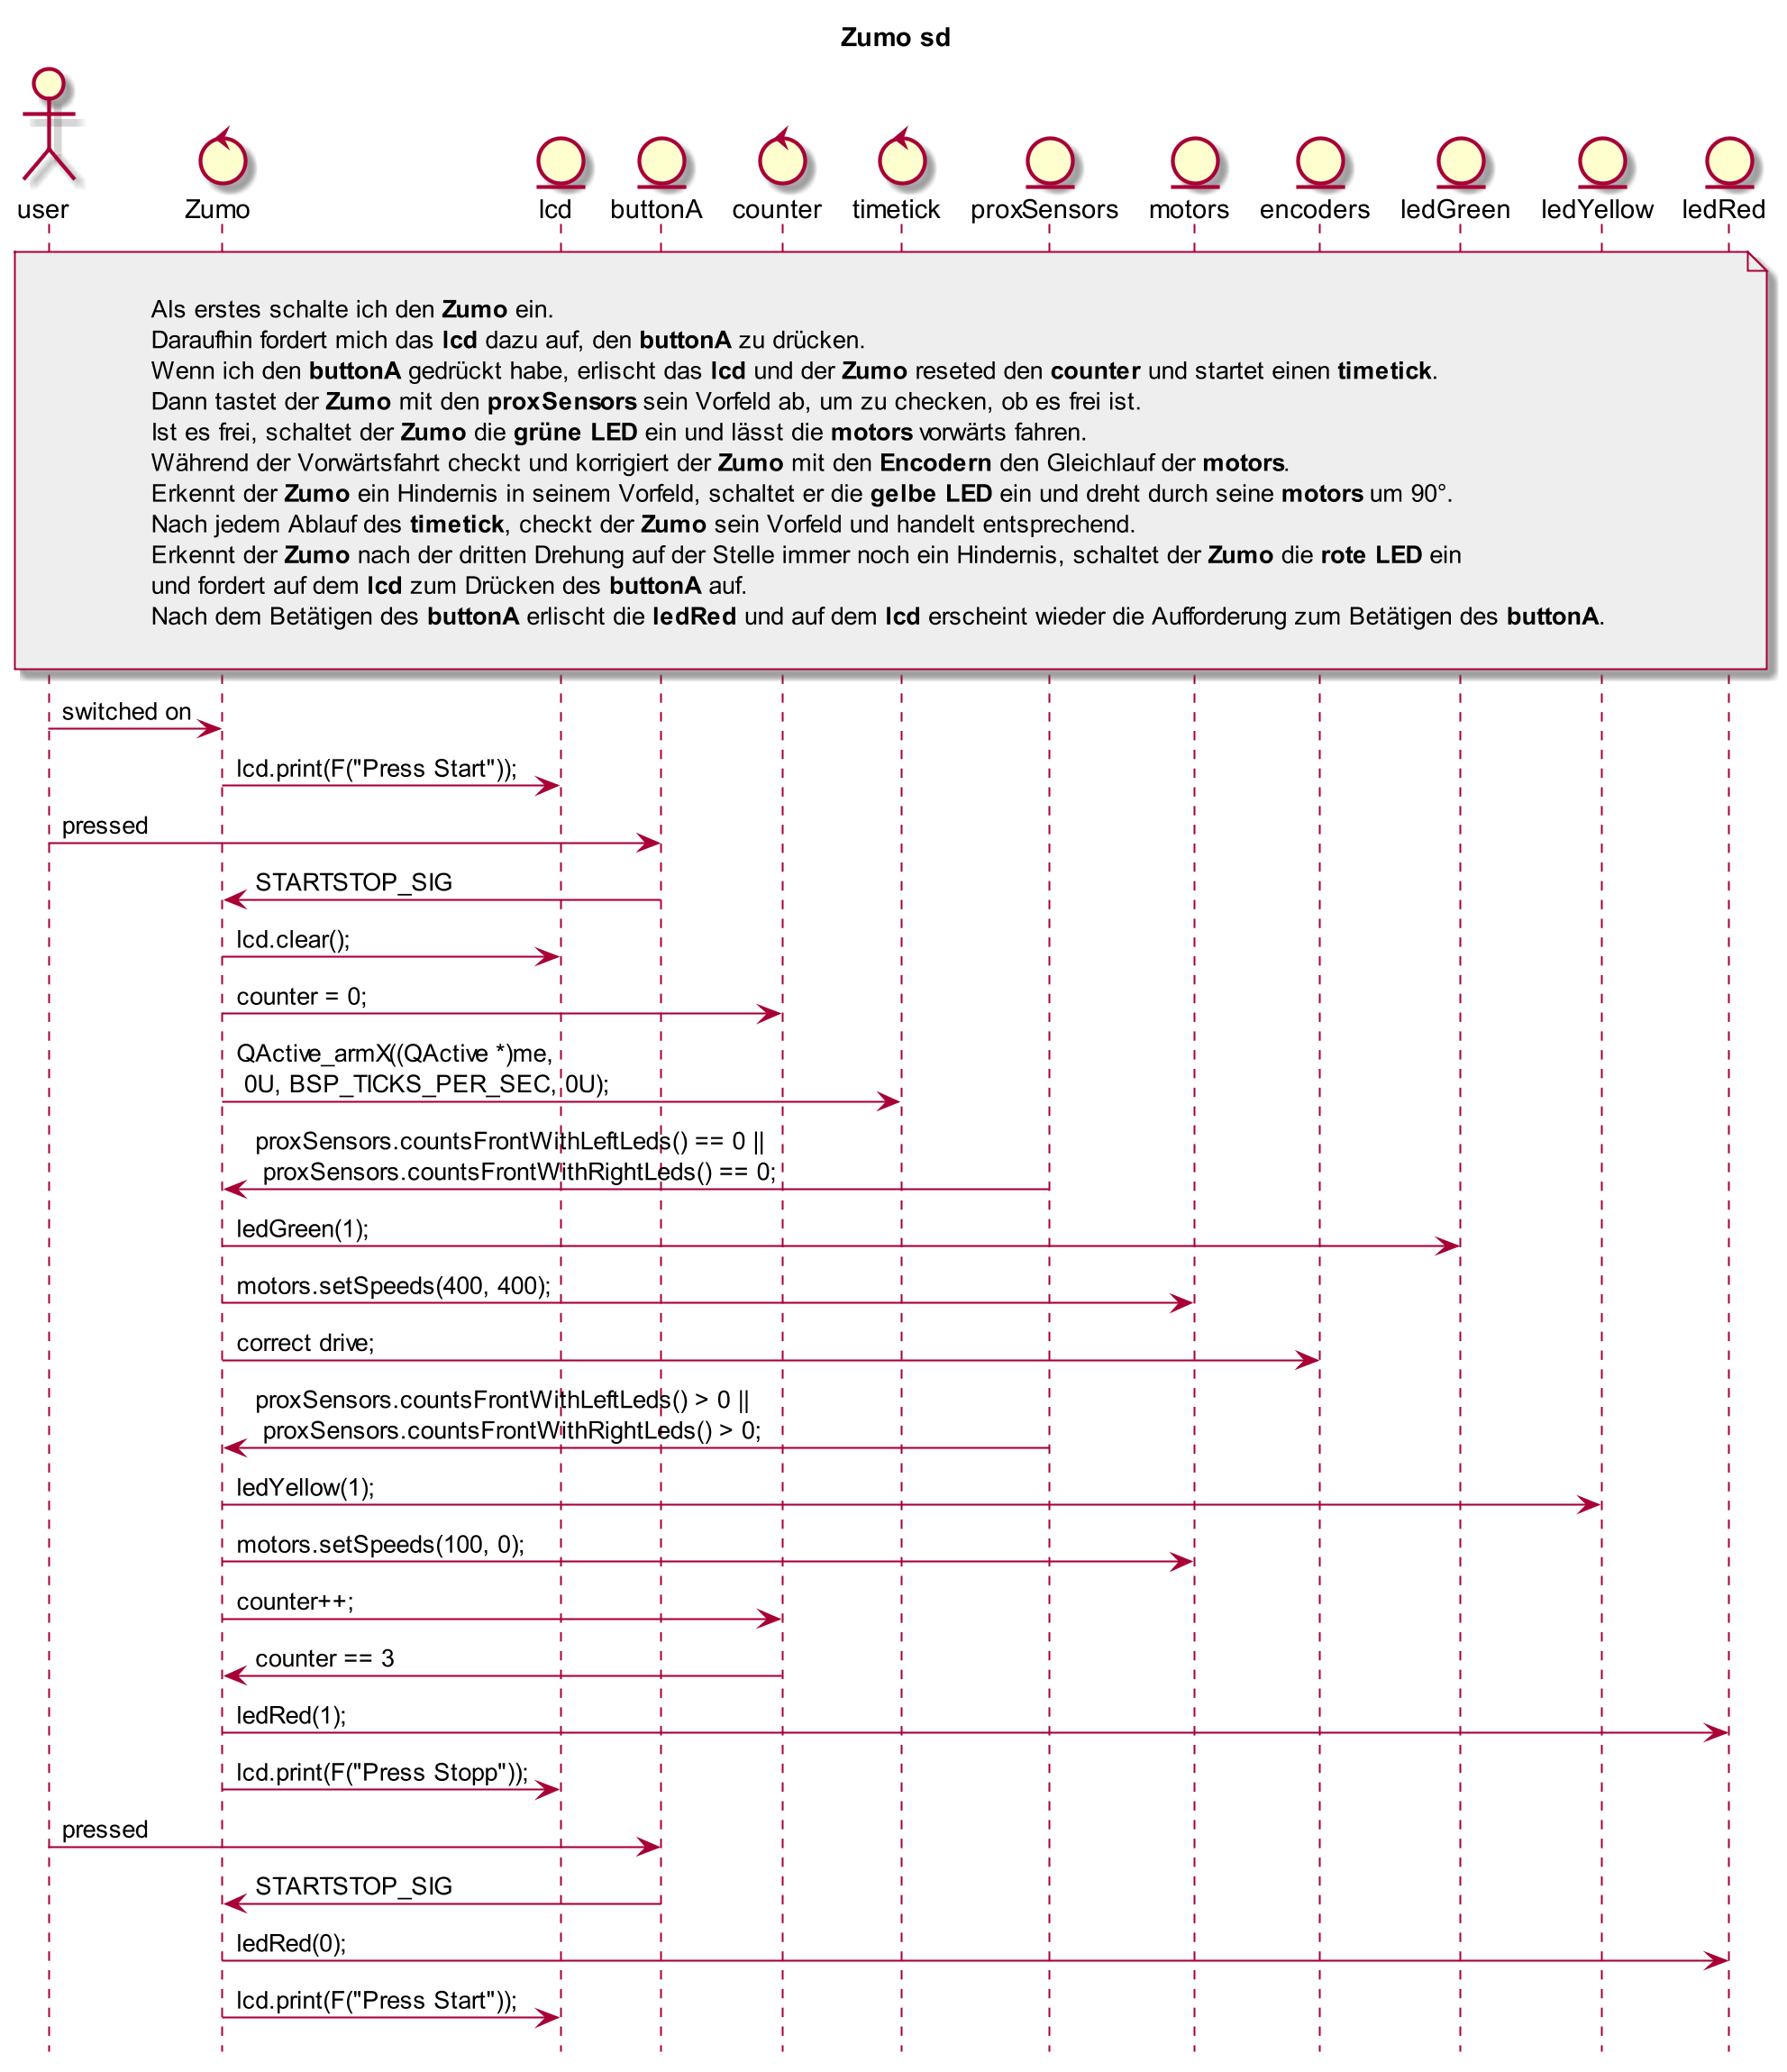 Zumo sd
user Zumo lcd buttonA counter timetick proxSensors motors encoders ledGreen ledYellow ledRed
Als erstes schalte ich den Zumo ein.
Daraufhin fordert mich das lcd dazu auf, den buttonA zu drücken.
Wenn ich den buttonA gedrückt habe, erlischt das lcd und der Zumo reseted den counter und startet einen timetick.
Dann tastet der Zumo mit den proxSensors sein Vorfeld ab, um zu checken, ob es frei ist.
Ist es frei, schaltet der Zumo die grüne LED ein und lässt die motors vorwärts fahren.
Während der Vorwärtsfahrt checkt und korrigiert der Zumo mit den Encodern den Gleichlauf der motors.
Erkennt der Zumo ein Hindernis in seinem Vorfeld, schaltet er die gelbe LED ein und dreht durch seine motors um 90°.
Nach jedem Ablauf des timetick, checkt der Zumo sein Vorfeld und handelt entsprechend.
Erkennt der Zumo nach der dritten Drehung auf der Stelle immer noch ein Hindernis, schaltet der Zumo die rote LED ein
und fordert auf dem lcd zum Drücken des buttonA auf.
Nach dem Betätigen des buttonA erlischt die ledRed und auf dem lcd erscheint wieder die Aufforderung zum Betätigen des buttonA.
switched on
lcd.print(F("Press Start"));
pressed
STARTSTOP_SIG
lcd.clear();
counter = 0;
QActive_armX((QActive *)me,
0U, BSP_TICKS_PER_SEC, 0U);
proxSensors.countsFrontWithLeftLeds() == 0 ||
proxSensors.countsFrontWithRightLeds() == 0;
ledGreen(1);
motors.setSpeeds(400, 400);
correct drive;
proxSensors.countsFrontWithLeftLeds() > 0 ||
proxSensors.countsFrontWithRightLeds() > 0;
ledYellow(1);
motors.setSpeeds(100, 0);
counter++;
counter == 3
ledRed(1);
lcd.print(F("Press Stopp"));
pressed
STARTSTOP_SIG
ledRed(0);
lcd.print(F("Press Start"));